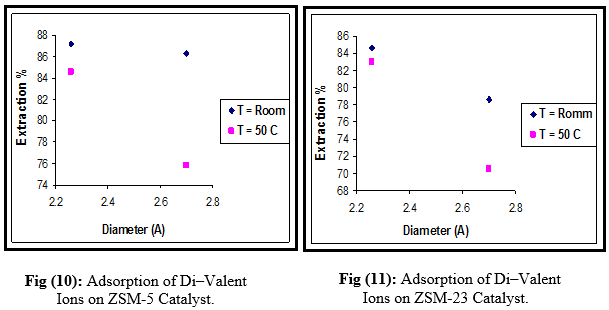 88
86
84
82
80
78
76
74
2.2 2.4 2.6 2.8
Extraction %
Diameter (A)
T = Room
T = 50 C
86
84
82
80
78
76
74
72
70
68
2.2 2.4 2.6 2.8
Extraction %
Diameter (A)
T = Romm
T = 50 C
Fig (10): Adsorption of Di–Valent
Ions on ZSM-5 Catalyst.
Fig (11): Adsorption of Di–Valent
Ions on ZSM-23 Catalyst.